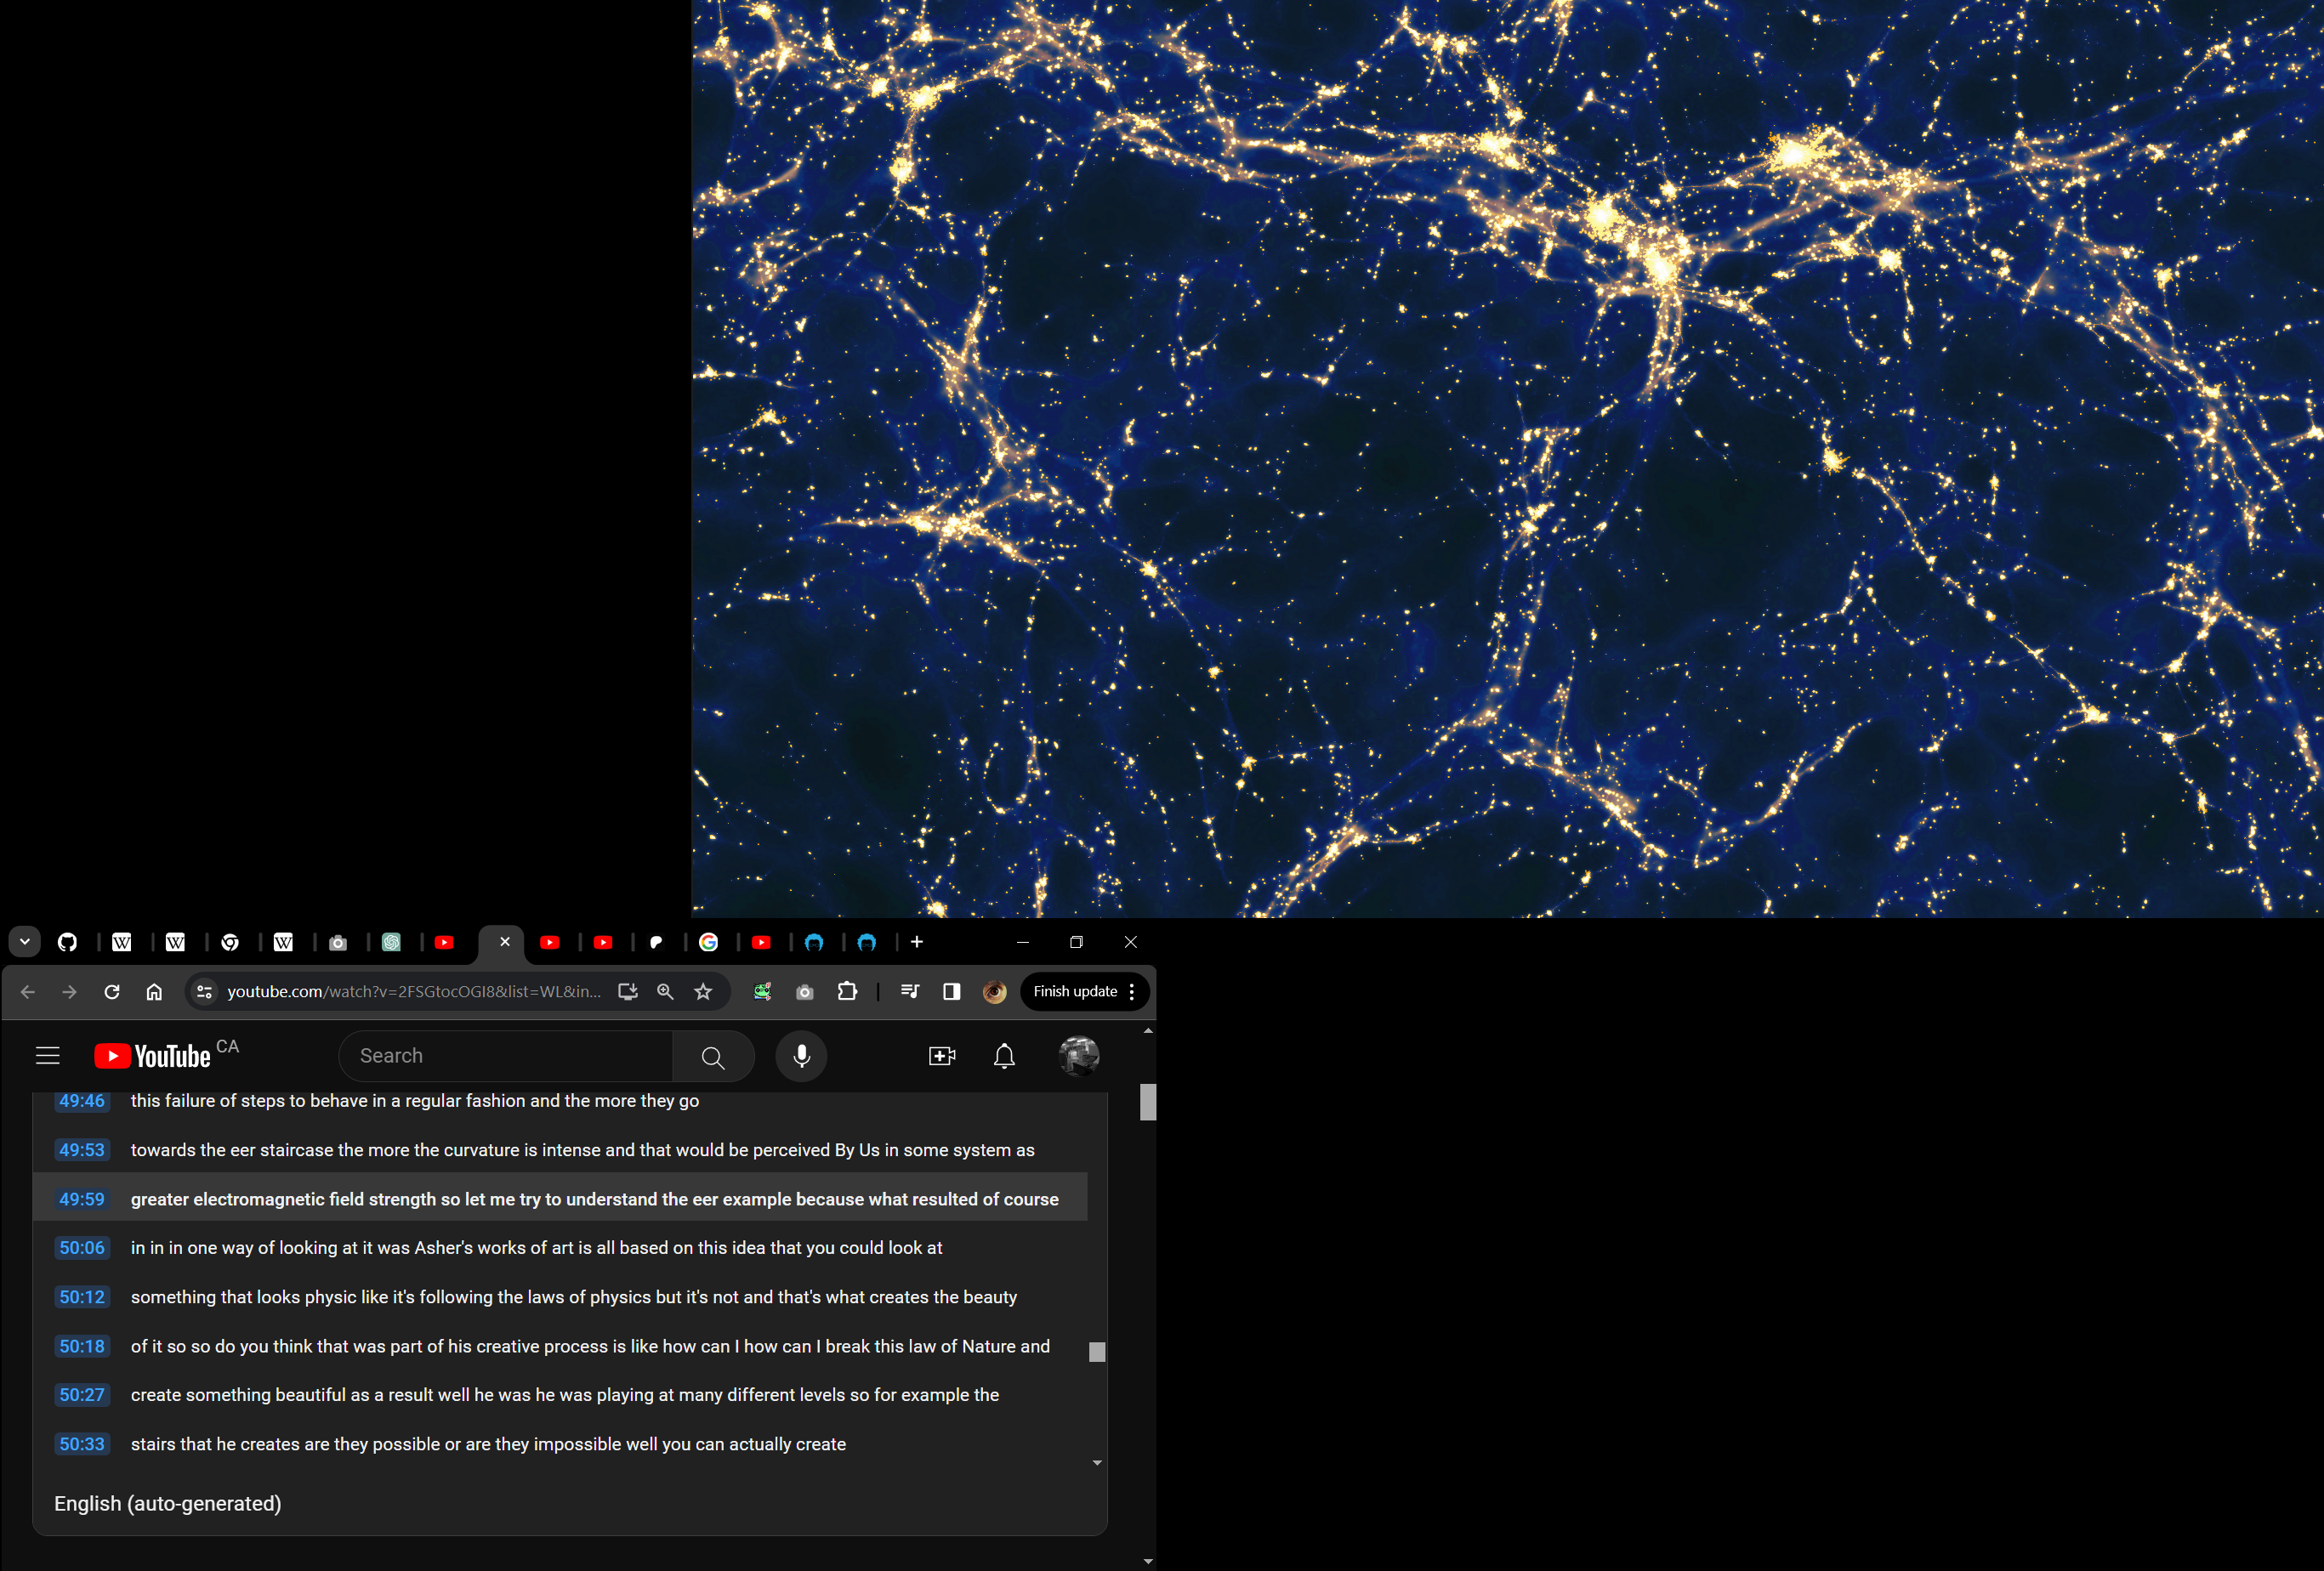 youtube.com/watch?v=2FSGtocOGI8&list=WL&in...
Finish update
YouTube CA
Search
49:46 this failure of steps to behave in a regular fashion and the more they go
49:53 towards the eer staircase the more the curvature is intense and that would be perceived By Us in some system as
49:59 greater electromagnetic field strength so let me try to understand the eer example because what resulted of course
50:06 in in in one way of looking at it was Asher's works of art is all based on this idea that you could look at
50:12 something that looks physic like it's following the laws of physics but it's not and that's what creates the beauty
50:18 of it so so do you think that was part of his creative process is like how can I how can I break this law of Nature and
50:27 create something beautiful as a result well he was he was playing at many different levels so for example the
50:33 stairs that he creates are they possible or are they impossible well you can actually create
English (auto-generated)